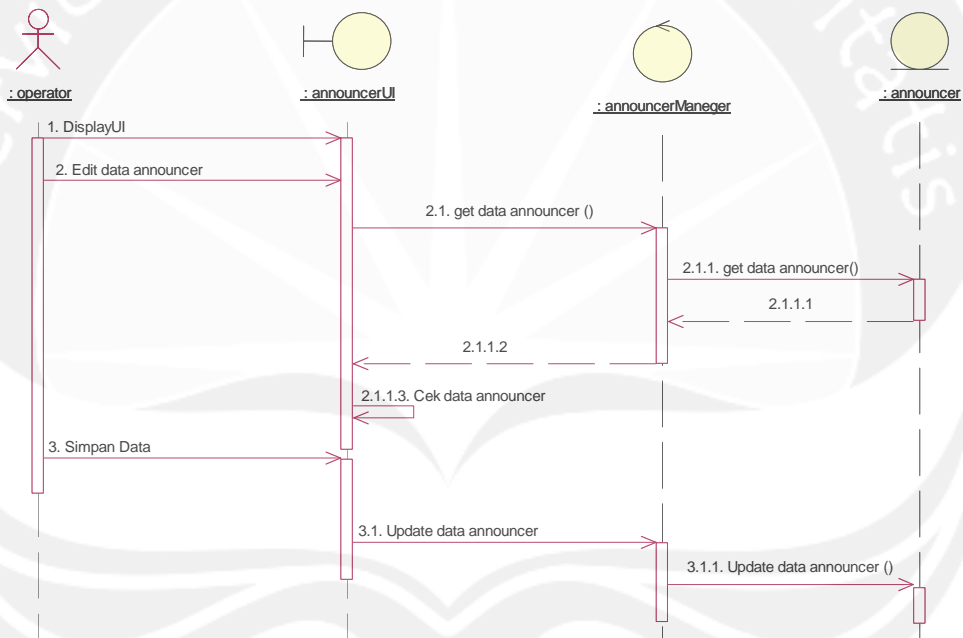 : operator
: announcerUI
: announcerManeger
: announcer
1. DisplayUI
2. Edit data announcer
2.1. get data announcer ()
2.1.1. get data announcer()
2.1.1.1
2.1.1.2
2.1.1.3. Cek data announcer
3. Simpan Data
3.1. Update data announcer
3.1.1. Update data announcer ()